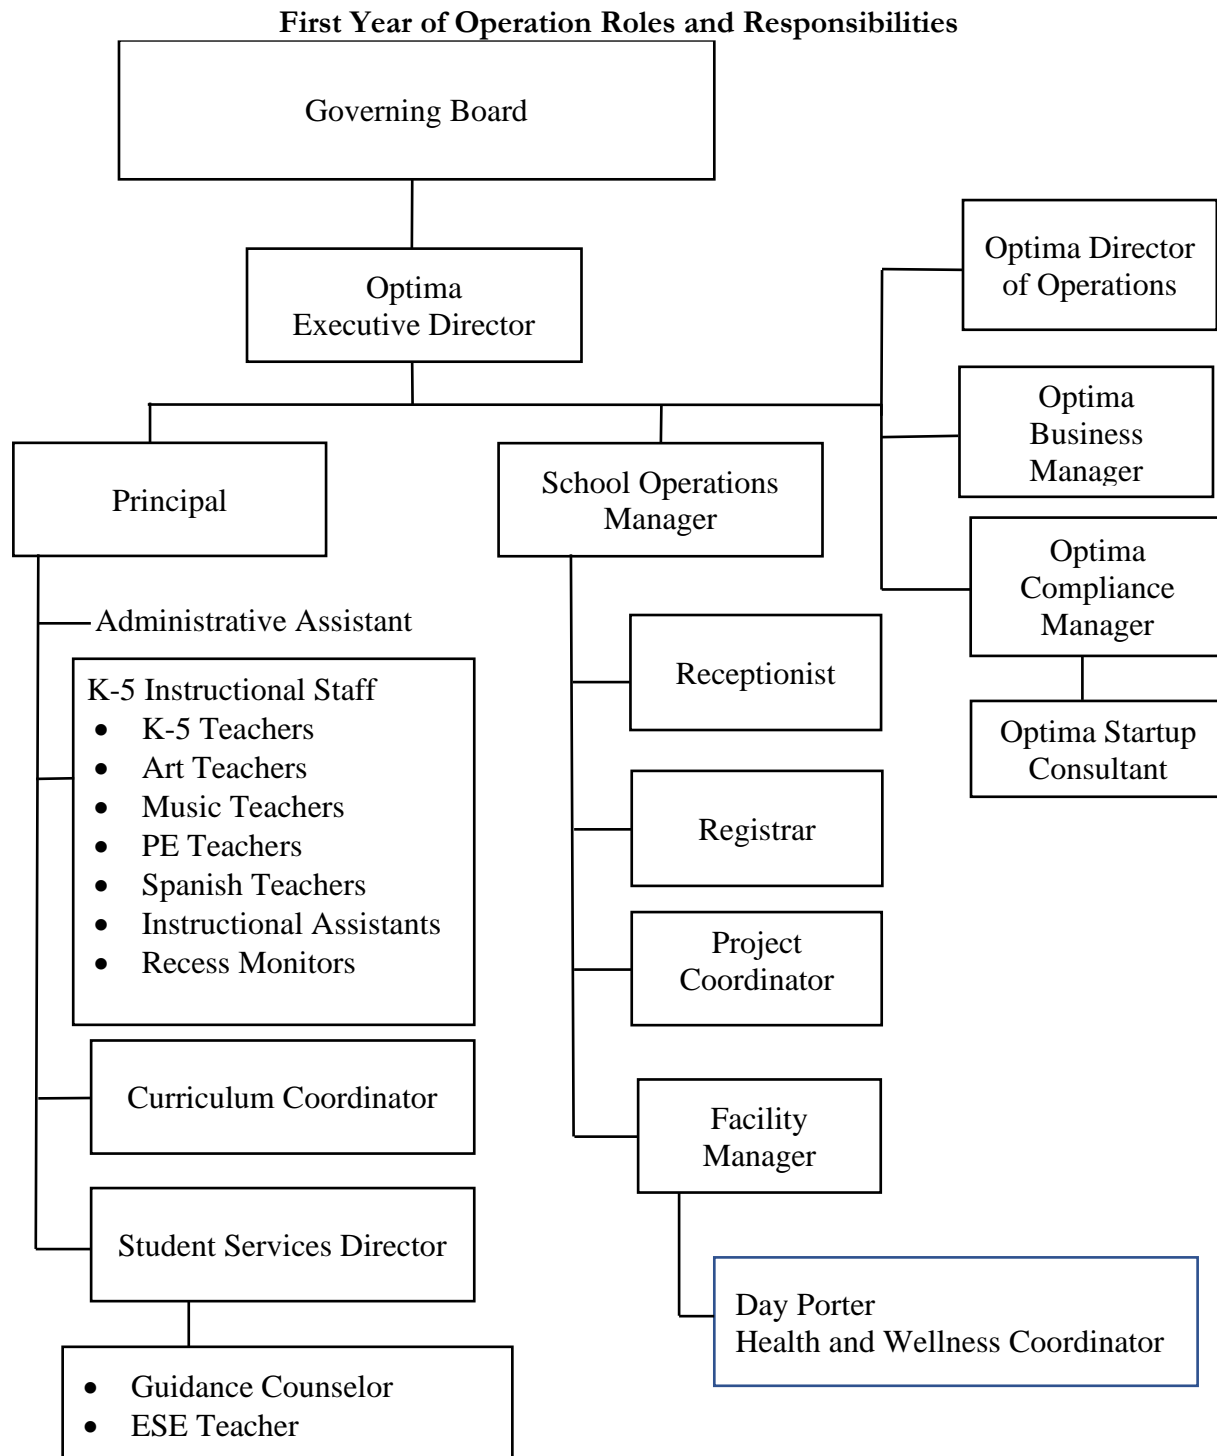 First Year of Operation Roles and Responsibilities
Governing Board
Optima
Executive Director
Optima Director
of Operations
Optima
Business
Manager
Optima
Compliance
Manager
Optima Startup
Consultant
Principal
Administrative Assistant
K-5 Instructional Staff
• K-5 Teachers
• Art Teachers
• Music Teachers
• PE Teachers
• Spanish Teachers
• Instructional Assistants
• Recess Monitors
Curriculum Coordinator
Student Services Director
• Guidance Counselor
• ESE Teacher
School Operations
Manager
Receptionist
Registrar
Project
Coordinator
Facility
Manager
Day Porter
Health and Wellness Coordinator